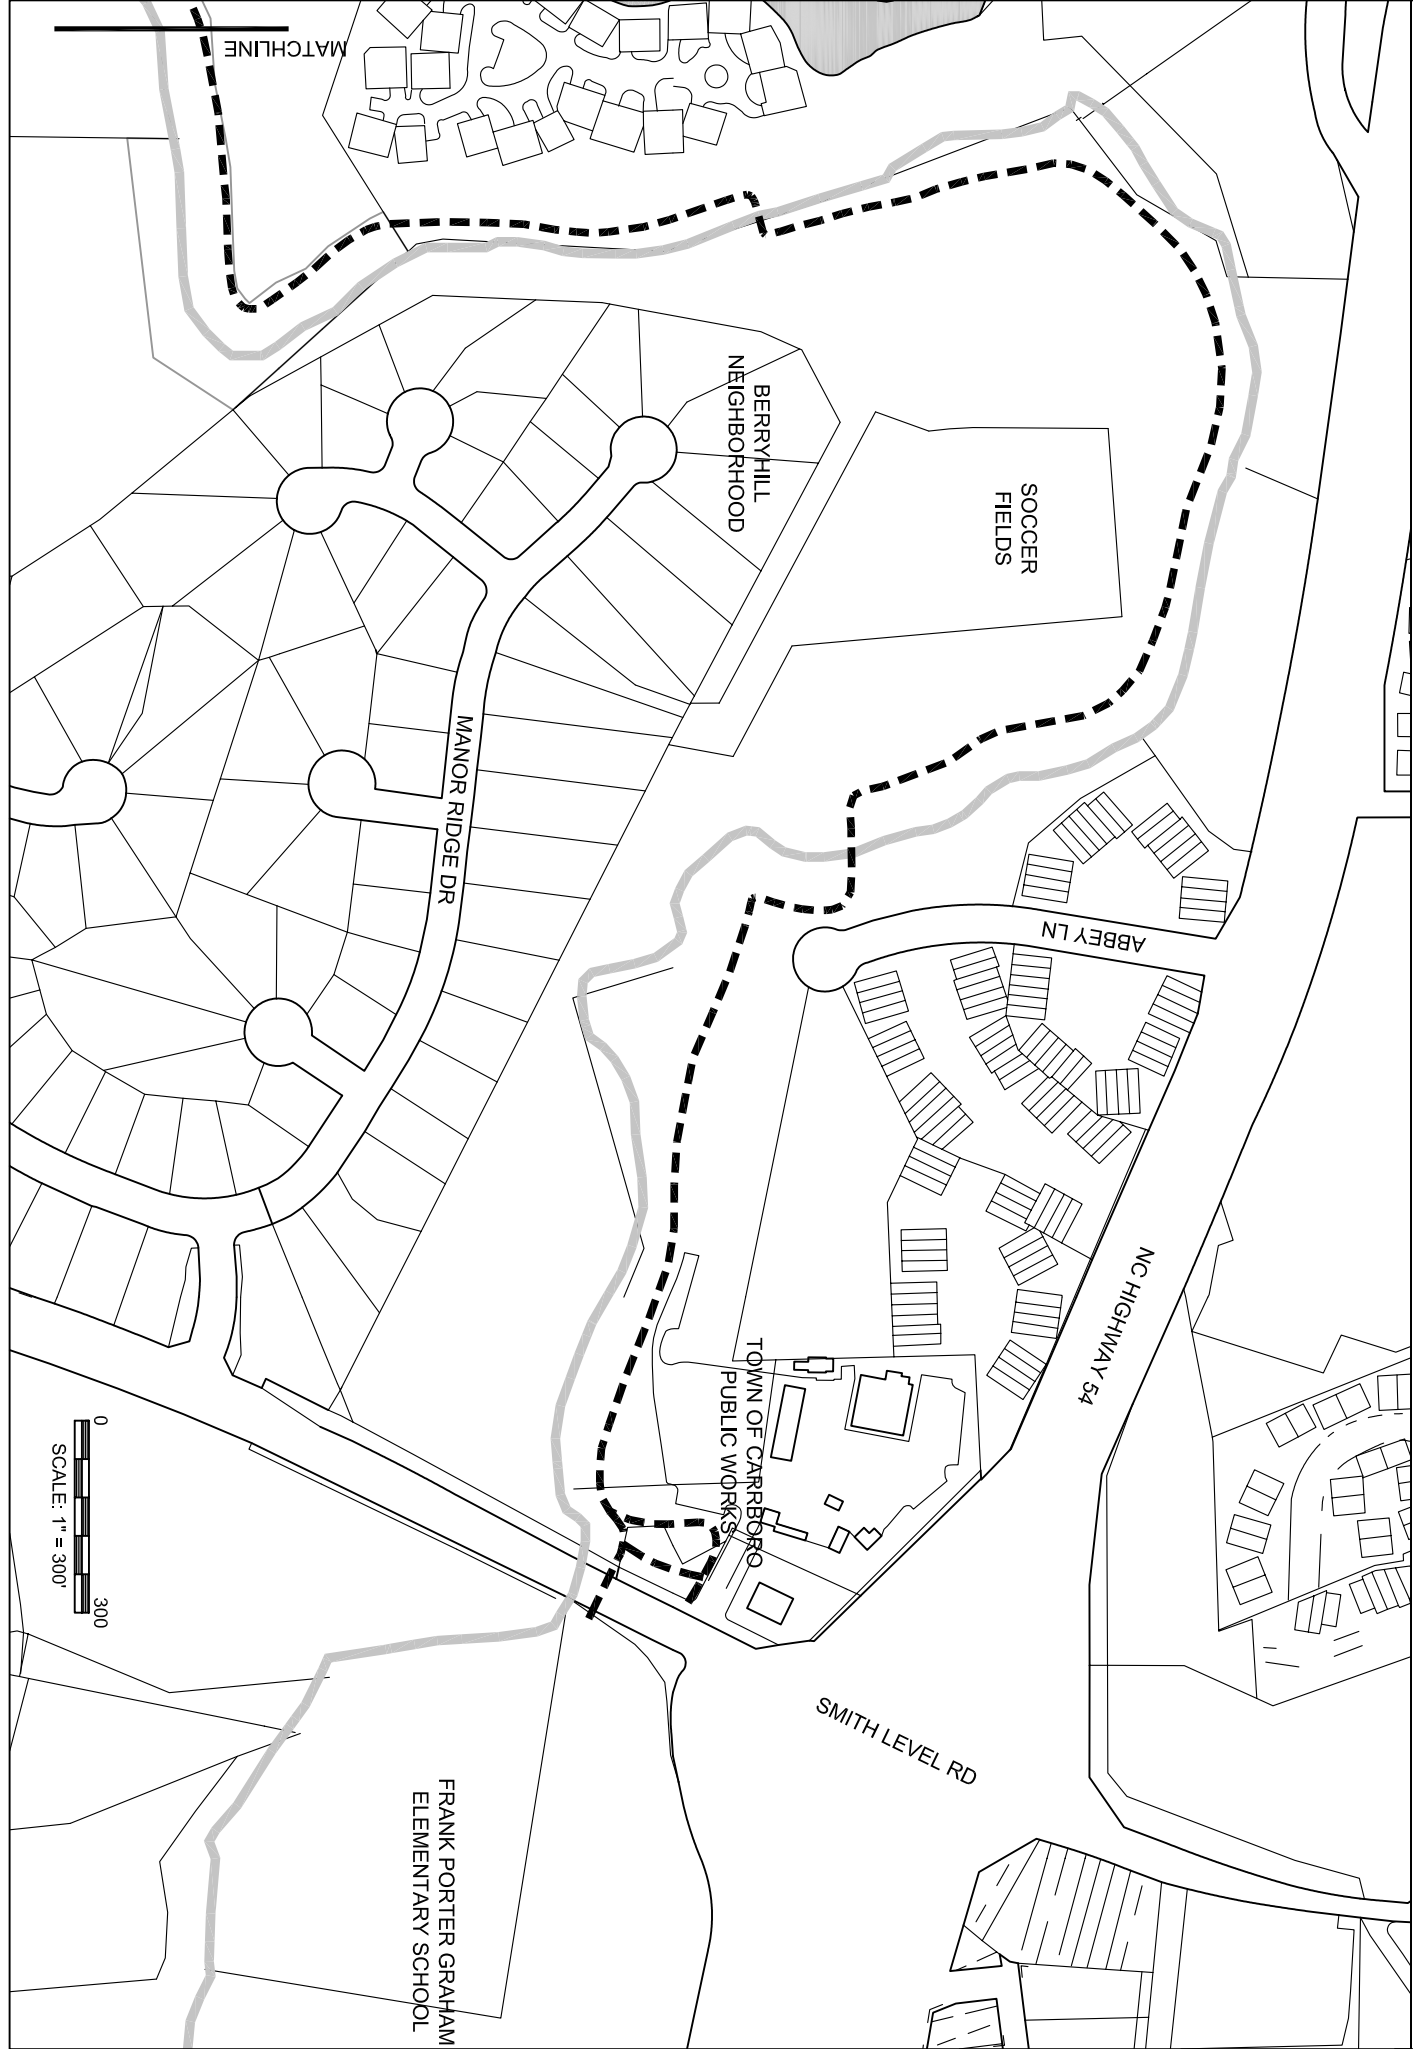 MATCHLINE
BERRYHILL
NEIGHBORHOOD
SOCCER
FIELDS
MANOR RIDGE DR
ABBEY LN
NC HIGHWAY 54
TOWN OF CARRBORO
PUBLIC WORKS
0
300
SCALE: 1" = 300'
SMITH LEVEL RD
FRANK PORTER GRAHAM
ELEMENTARY SCHOOL